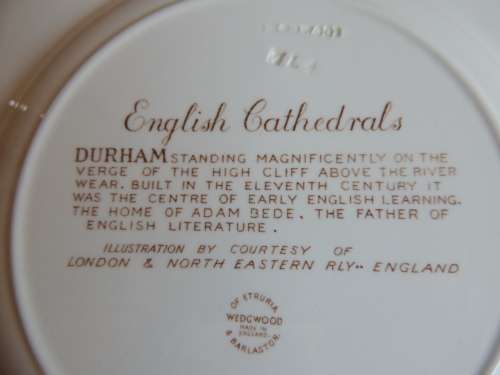 ML4
English Cathedrals
DURHAM STANDING MAGNIFICENTLY ON THE
VERGE OF THE HIGH CLIFF ABOVE THE RIVER
WEAR. BUILT IN THE ELEVENTH CENTURY IT
WAS THE CENTRE OF EARLY ENGLISH LEARNING.
THE HOME OF ADAM BEDE. THE FATHER OF
ENGLISH LITERATURE.
ILLUSTRATION BY COURTESY OF
LONDON & NORTH EASTERN RLY·· ENGLAND
OF ETRURIA
WEDGWOOD
MADE IN
ENGLAND
& BARLASTON